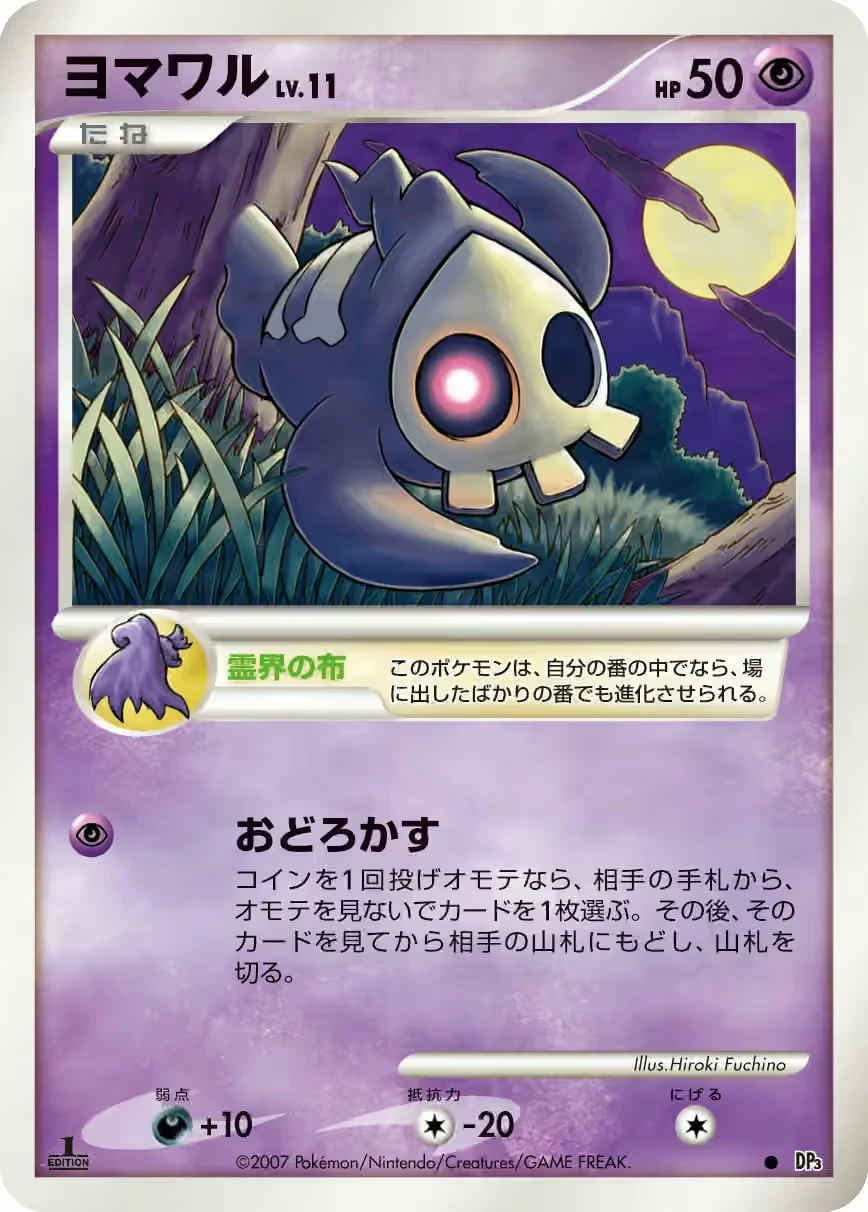 ヨマワル LV.11 HP 50
たね
霊界の布
このポケモンは、自分の番の中でなら、場
に出したばかりの番でも進化させられる。
おどろかす
コインを1回投げオモテなら、相手の手札から、
オモテを見ないでカードを1枚選ぶ。その後、その
カードを見てから相手の山札にもどし、山札を
切る。
Illus.Hiroki Fuchino
弱点 抵抗力 にげる
+10 -20
1
EDITION
©2007 Pokémon/Nintendo/Creatures/GAME FREAK. DP3